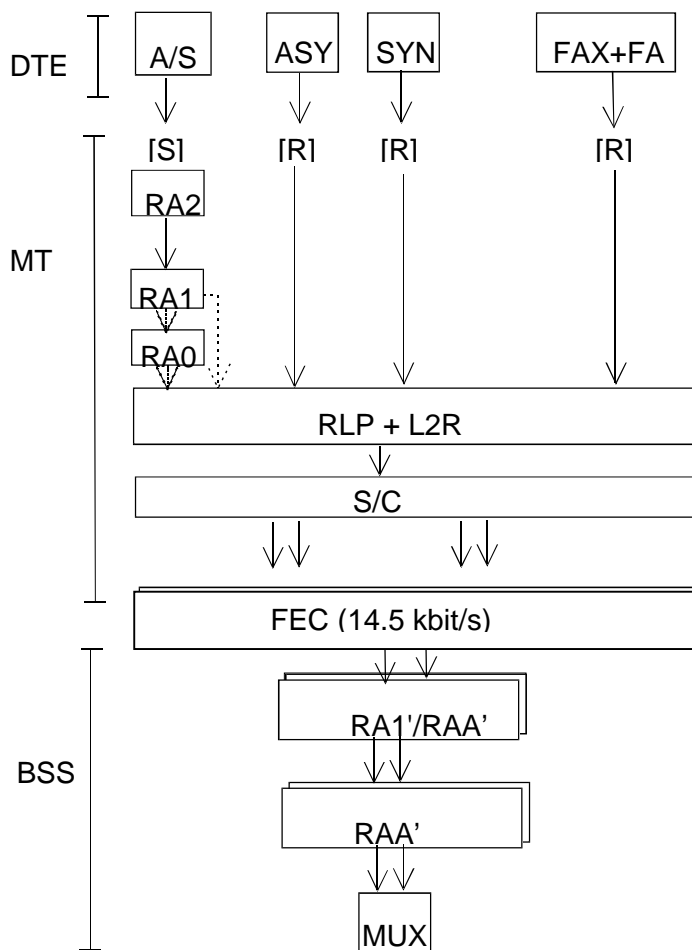 DTE
A/S
ASY
SYN
FAX+FA
[S]
[R]
[R]
[R]
MT
RA2
RA1
RA0
RLP + L2R
S/C
FEC (14.5 kbit/s)
BSS
RA1'/RAA’
RAA’
MUX